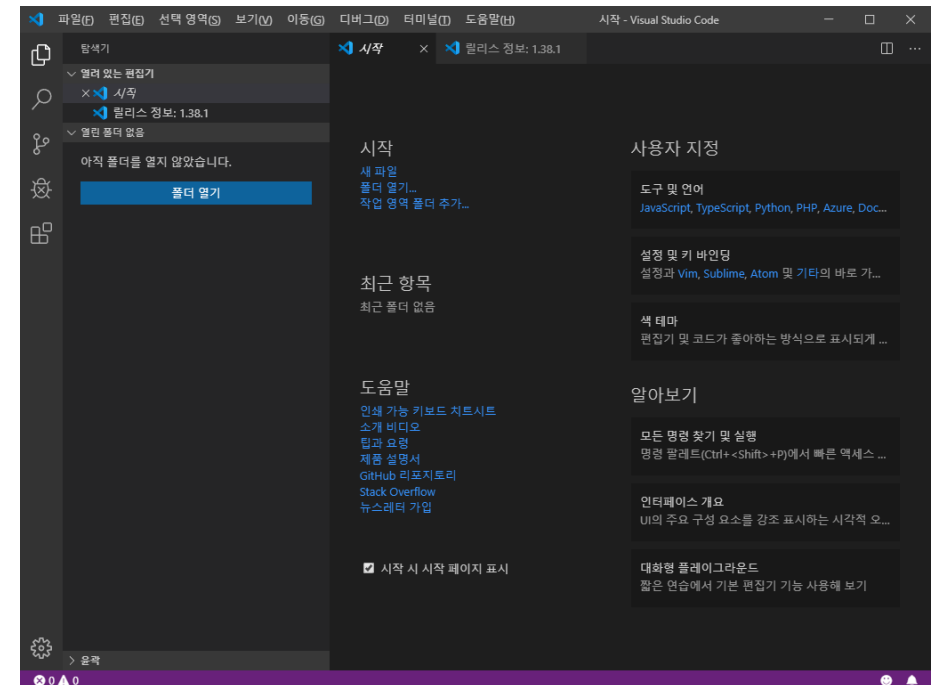 파일(F) 편집(E) 선택 영역(S) 보기(V) 이동(G) 디버그(D) 터미널(T) 도움말(H) 시작 - Visual Studio Code
탐색기
시작
릴리스 정보: 1.38.1
열려 있는 편집기
시작
릴리스 정보: 1.38.1
열린 폴더 없음
아직 폴더를 열지 않았습니다.
폴더 열기
시작
새 파일
폴더 열기...
작업 영역 폴더 추가...
최근 항목
최근 폴더 없음
도움말
인쇄 가능 키보드 치트시트
소개 비디오
팁과 요령
제품 설명서
GitHub 리포지토리
Stack Overflow
뉴스레터 가입
시작 시 시작 페이지 표시
사용자 지정
도구 및 언어
JavaScript, TypeScript, Python, PHP, Azure, Doc...
설정 및 키 바인딩
설정과 Vim, Sublime, Atom 및 기타의 바로 가...
색 테마
편집기 및 코드가 좋아하는 방식으로 표시되게 ...
알아보기
모든 명령 찾기 및 실행
명령 팔레트(Ctrl+<Shift>+P)에서 빠른 액세스 ...
인터페이스 개요
UI의 주요 구성 요소를 강조 표시하는 시각적 오...
대화형 플레이그라운드
짧은 연습에서 기본 편집기 기능 사용해 보기
윤곽
0 0